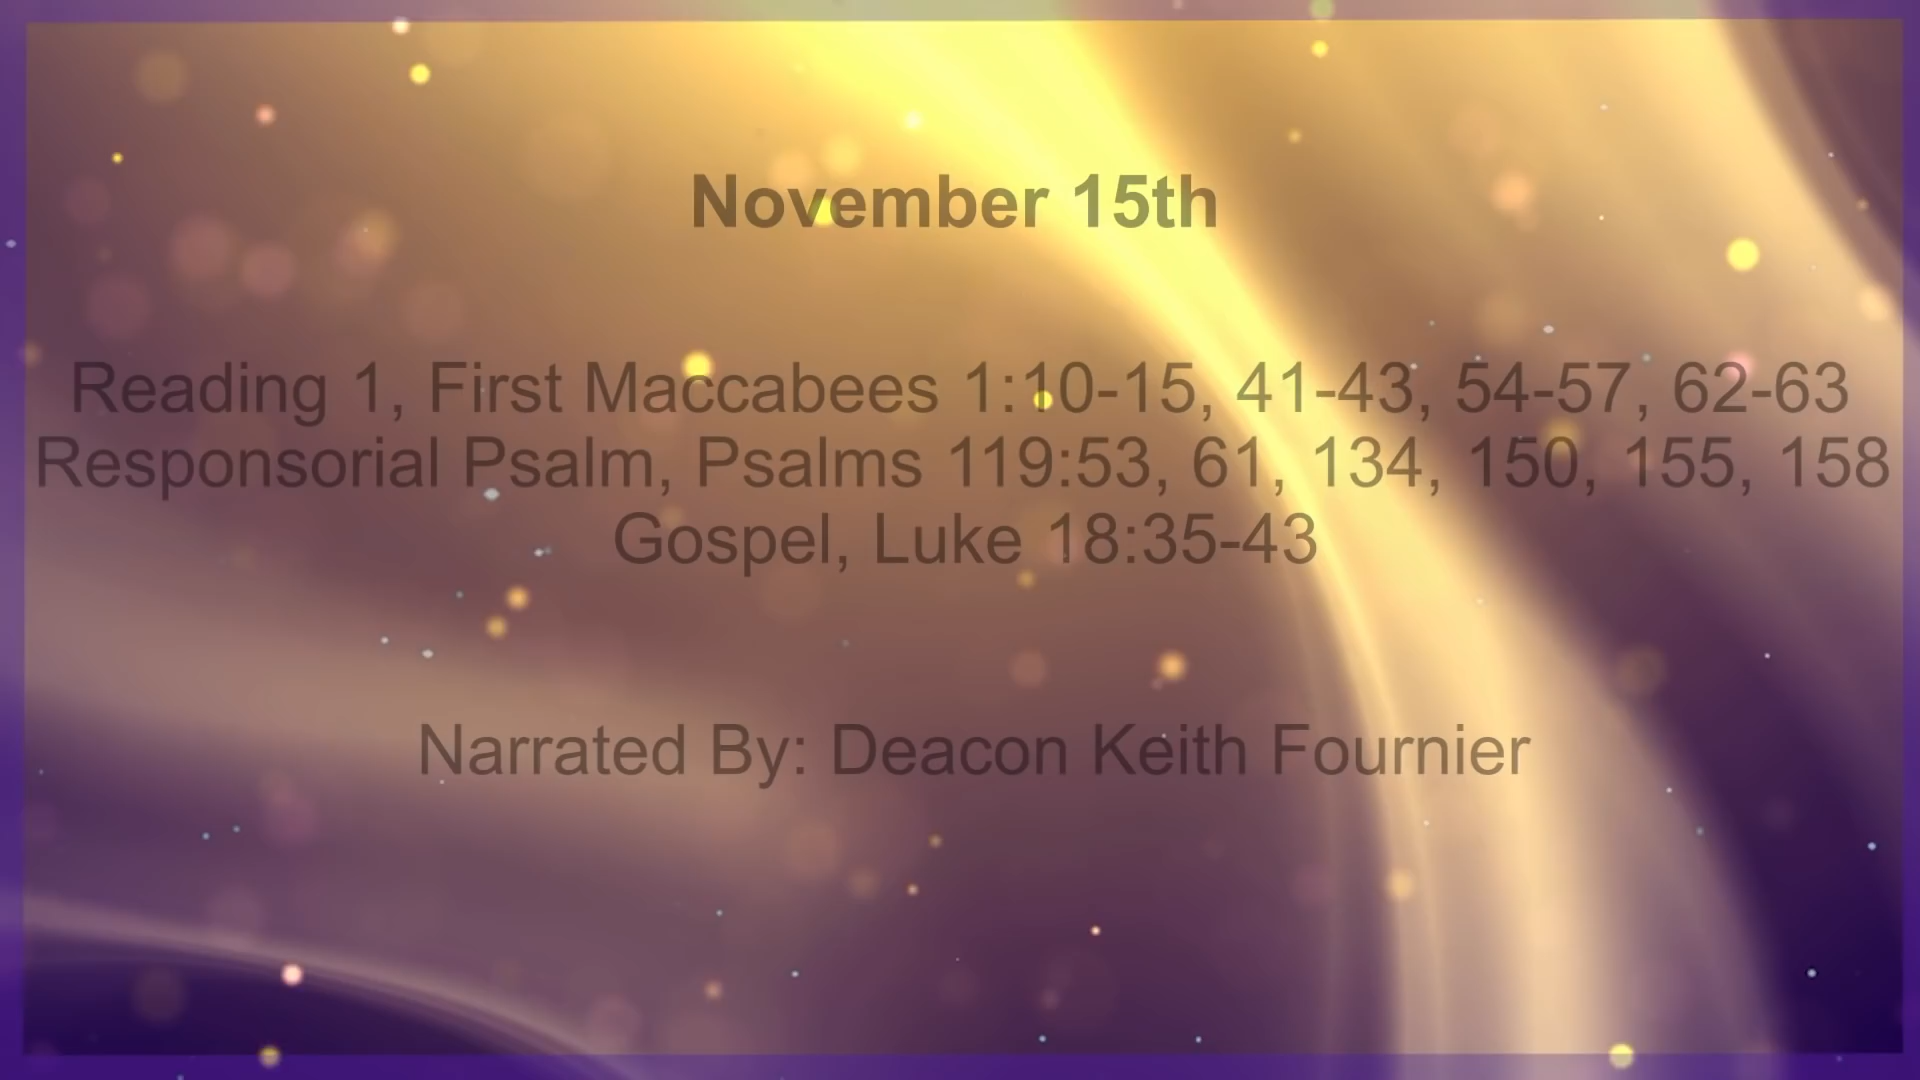 November 15th
Reading 1, First Maccabees 1:10-15, 41-43, 54-57, 62-63
Responsorial Psalm, Psalms 119:53, 61, 134, 150, 155, 158
Gospel, Luke 18:35-43
Narrated By: Deacon Keith Fournier